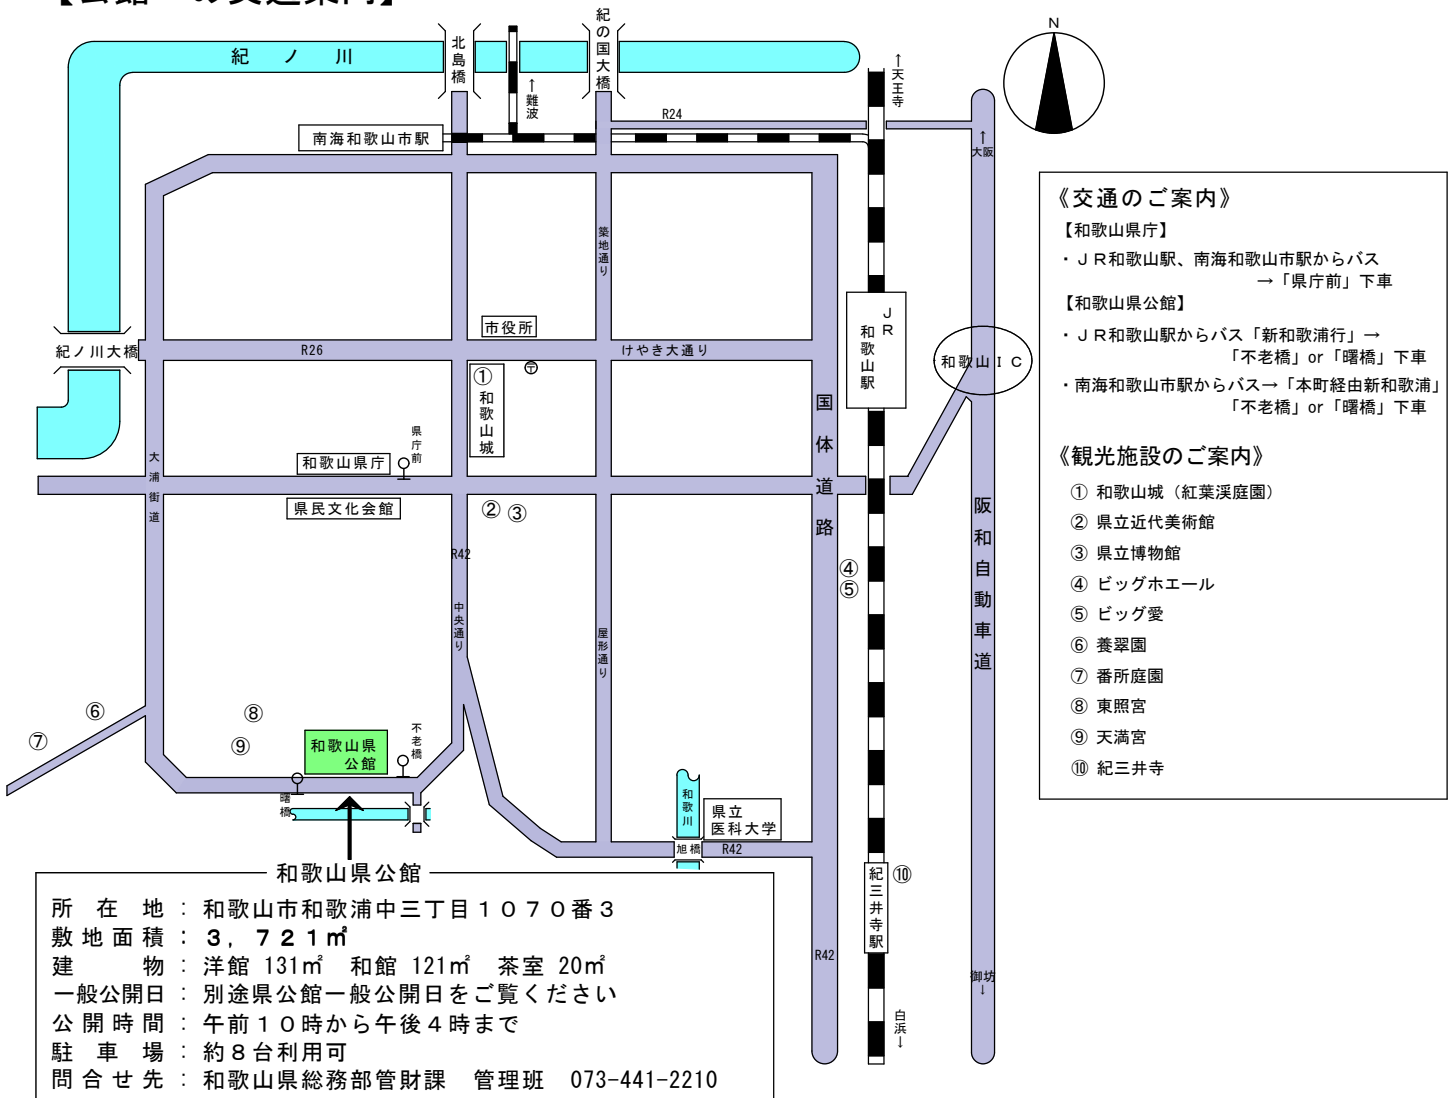 紀ノ川
北島橋
紀の国大橋
↑難波
↑天王寺
N
R24
南海和歌山市駅
↑大阪
築地通り
市役所
紀ノ川大橋
R26
けやき大通り
〒
①和歌山城
ＪＲ和歌山駅
和歌山ＩＣ
国体道路
県庁前
和歌山県庁
大浦街道
県民文化会館
②
③
R42
阪和自動車道
④
⑤
中央通り
屋形通り
⑥
⑦
⑧
⑨
和歌山県
公館
不老橋
曙橋
和歌川
県立
医科大学
旭橋
R42
紀三井寺駅
⑩
R42
御坊↓
白浜↓
《交通のご案内》
【和歌山県庁】
・ＪＲ和歌山駅、南海和歌山市駅からバス
→「県庁前」下車
【和歌山県公館】
・ＪＲ和歌山駅からバス「新和歌浦行」→
「不老橋」or「曙橋」下車
・南海和歌山市駅からバス→「本町経由新和歌浦」
「不老橋」or「曙橋」下車
《観光施設のご案内》
① 和歌山城（紅葉渓庭園）
② 県立近代美術館
③ 県立博物館
④ ビッグホエール
⑤ ビッグ愛
⑥ 養翠園
⑦ 番所庭園
⑧ 東照宮
⑨ 天満宮
⑩ 紀三井寺
和歌山県公館
所在地：和歌山市和歌浦中三丁目１０７０番３
敷地面積：３，７２１㎡
建物：洋館 131㎡ 和館 121㎡ 茶室 20㎡
一般公開日：別途県公館一般公開日をご覧ください
公開時間：午前１０時から午後４時まで
駐車場：約８台利用可
問合せ先：和歌山県総務部管財課 管理班 073-441-2210